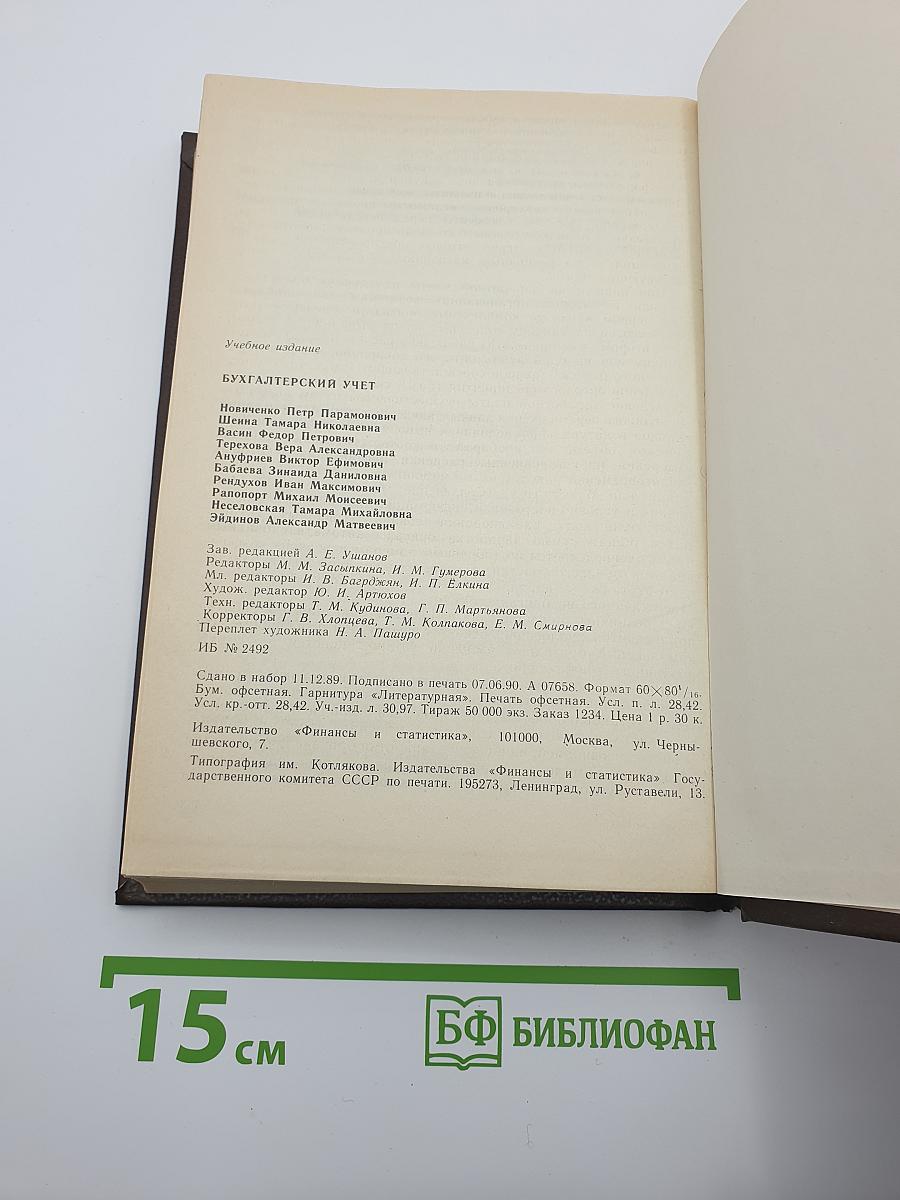 Учебное издание
БУХГАЛТЕРСКИЙ УЧЕТ
Новиченко Петр Парамонович
Шеина Тамара Николаевна
Васин Федор Петрович
Терехова Вера Александровна
Ануфриев Виктор Ефимович
Бабаева Зинаида Даниловна
Рендухов Иван Максимович
Рапопорт Михаил Моисеевич
Неселовская Тамара Михайловна
Эйдинов Александр Матвеевич
Зав. редакцией А. Е. Ушанов
Редакторы М. М. Засыпкина, И. М. Гумерова
Мл. редакторы И. В. Багрджян, И. П. Ёлкина
Худож. редактор Ю. И. Артюхов
Техн. редакторы Т. М. Кудинова, Г. П. Мартьянова
Корректоры Г. В. Хлопцева, Т. М. Колпакова, Е. М. Смирнова
Переплет художника Н. А. Пашуро
ИБ № 2492
Сдано в набор 11.12.89. Подписано в печать 07.06.90. А 07658. Формат 60×80¹/₁₆.
Бум. офсетная. Гарнитура «Литературная». Печать офсетная. Усл. п. л. 28,42.
Усл. кр.-отт. 28,42. Уч.-изд. л. 30,97. Тираж 50 000 экз. Заказ 1234. Цена 1 р. 30 к.
Издательство «Финансы и статистика», 101000, Москва, ул. Черны-
шевского, 7.
Типография им. Котлякова. Издательства «Финансы и статистика» Госу-
дарственного комитета СССР по печати. 195273, Ленинград, ул. Руставели, 13.
15 см
БФ БИБЛИОФАН